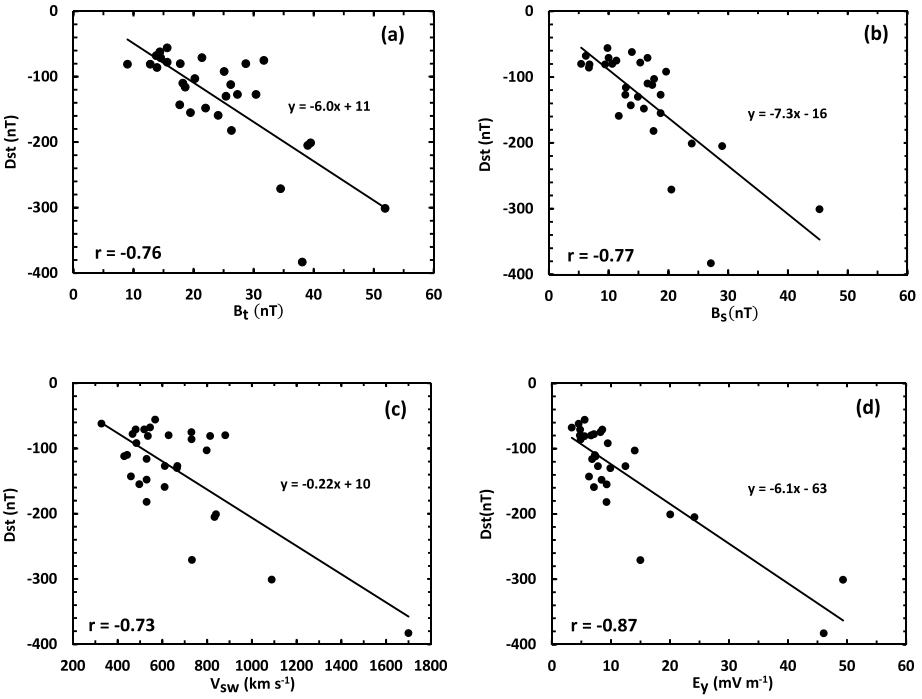 0
(a)
-100
y = -6.0x + 11
-200
-300
r = -0.76
-400
Dst (nT)
0 10 20 30 40 50 60
Bt (nT)
0
(b)
-100
y = -7.3x - 16
-200
-300
r = -0.77
-400
Dst (nT)
0 10 20 30 40 50 60
Bs(nT)
0
(c)
-100
y = -0.22x + 10
-200
-300
r = -0.73
-400
Dst (nT)
200 400 600 800 1000 1200 1400 1600 1800
VSW (km s-1)
0
(d)
-100
y = -6.1x - 63
-200
-300
r = -0.87
-400
Dst(nT)
0 10 20 30 40 50 60
Ey (mV m-1)